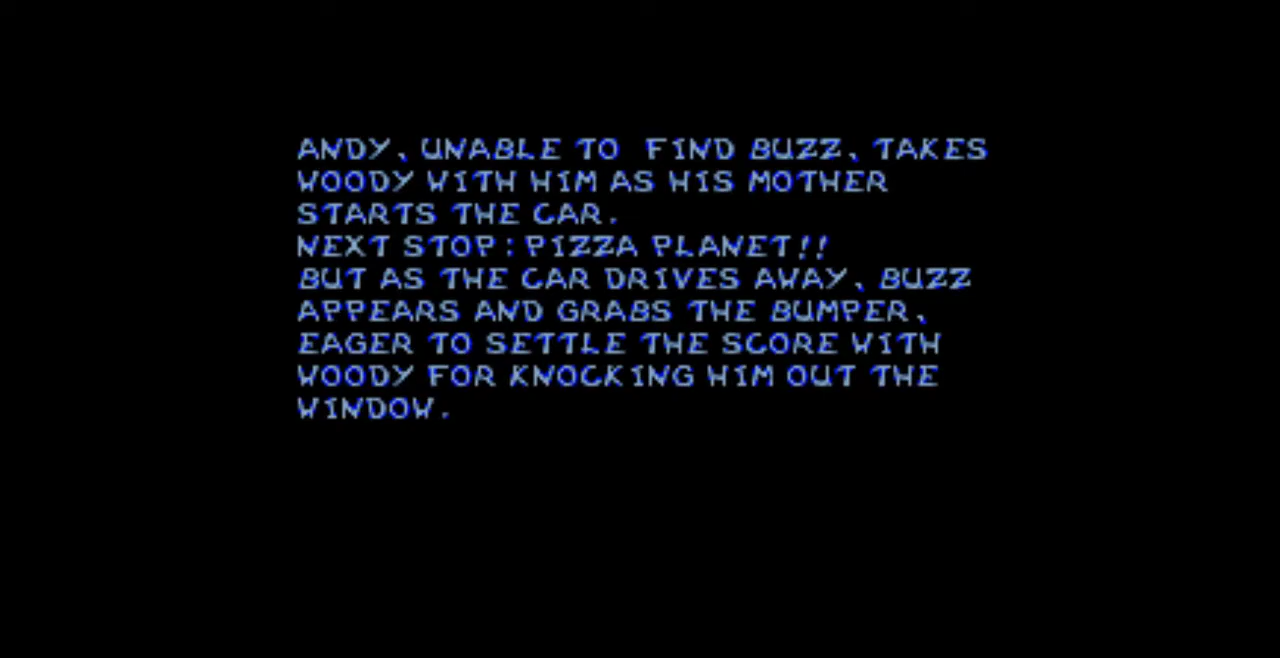 ANDY, UNABLE TO FIND BUZZ, TAKES
WOODY WITH HIM AS HIS MOTHER
STARTS THE CAR.
NEXT STOP: PIZZA PLANET!!
BUT AS THE CAR DRIVES AWAY, BUZZ
APPEARS AND GRABS THE BUMPER,
EAGER TO SETTLE THE SCORE WITH
WOODY FOR KNOCKING HIM OUT THE
WINDOW.